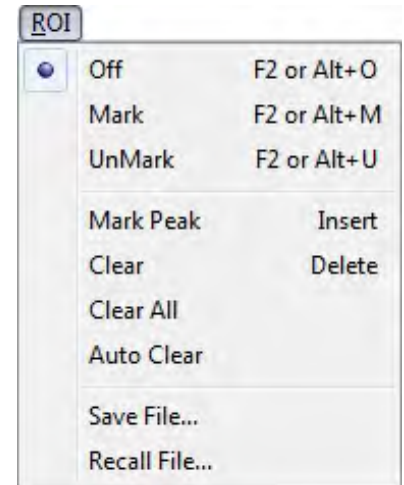 ROI
Off F2 or Alt+O
Mark F2 or Alt+M
UnMark F2 or Alt+U
Mark Peak Insert
Clear Delete
Clear All
Auto Clear
Save File...
Recall File...